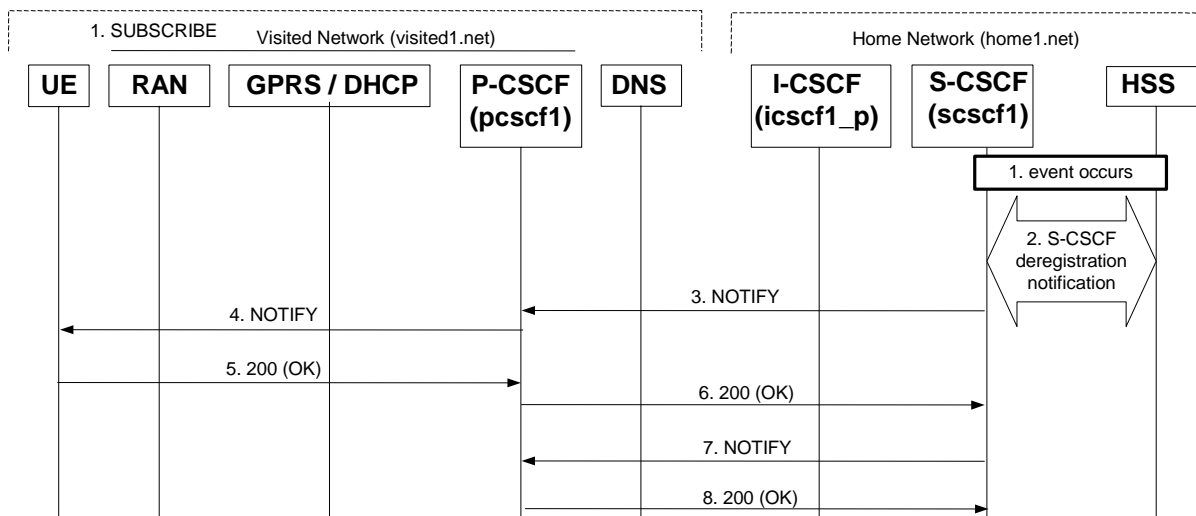 1. SUBSCRIBE
Visited Network (visited1.net)
Home Network (home1.net)
UE
RAN
GPRS / DHCP
P-CSCF
(pcscf1)
DNS
I-CSCF
(icscf1_p)
S-CSCF
(scscf1)
HSS
1. event occurs
2. S-CSCF
deregistration
notification
3. NOTIFY
4. NOTIFY
5. 200 (OK)
6. 200 (OK)
7. NOTIFY
8. 200 (OK)